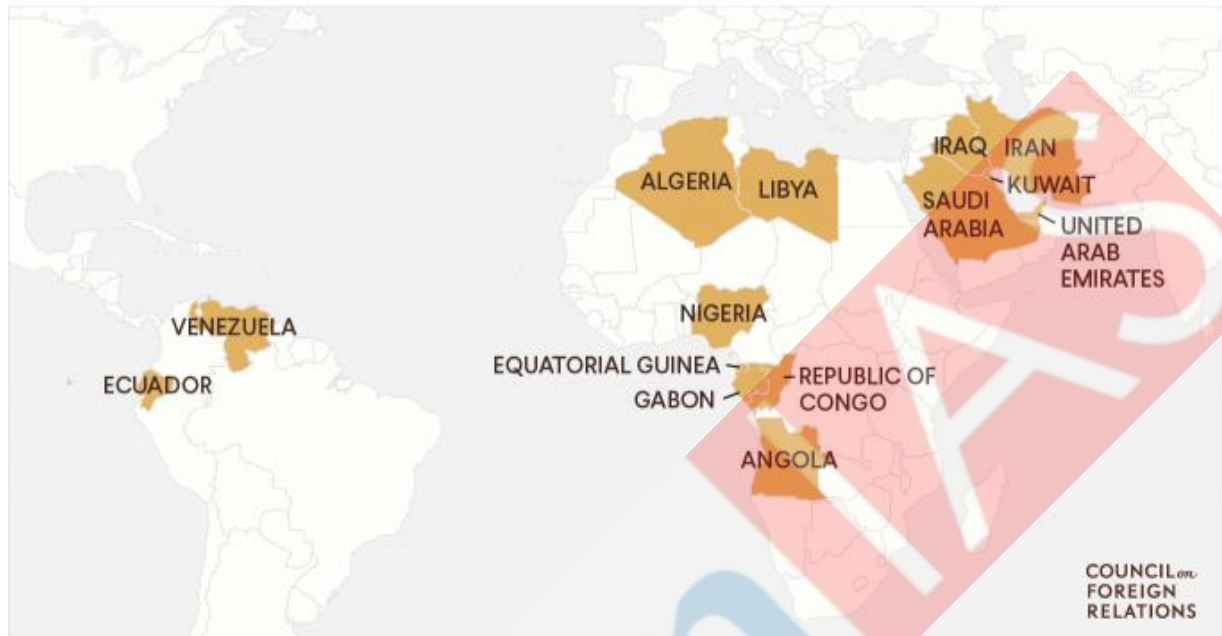 IRAQ
IRAN
ALGERIA
LIBYA
KUWAIT
SAUDI
ARABIA
UNITED
ARAB
EMIRATES
NIGERIA
VENEZUELA
EQUATORIAL GUINEA
ECUADOR
REPUBLIC OF
CONGO
GABON
ANGOLA
IAS
COUNCIL on
FOREIGN
RELATIONS